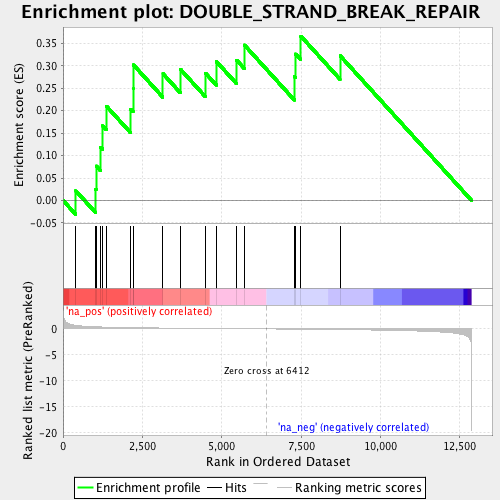 Enrichment plot: DOUBLE_STRAND_BREAK_REPAIR
Enrichment score (ES)
0.35
0.30
0.25
0.20
0.15
0.10
0.05
0.00
-0.05
'na_pos' (positively correlated)
Ranked list metric (PreRanked)
0
-5
-10
-15
-20
Zero cross at 6412
'na_neg' (negatively correlated)
0
2,500
5,000
7,500
10,000
12,500
Rank in Ordered Dataset
Enrichment profile
Hits
Ranking metric scores